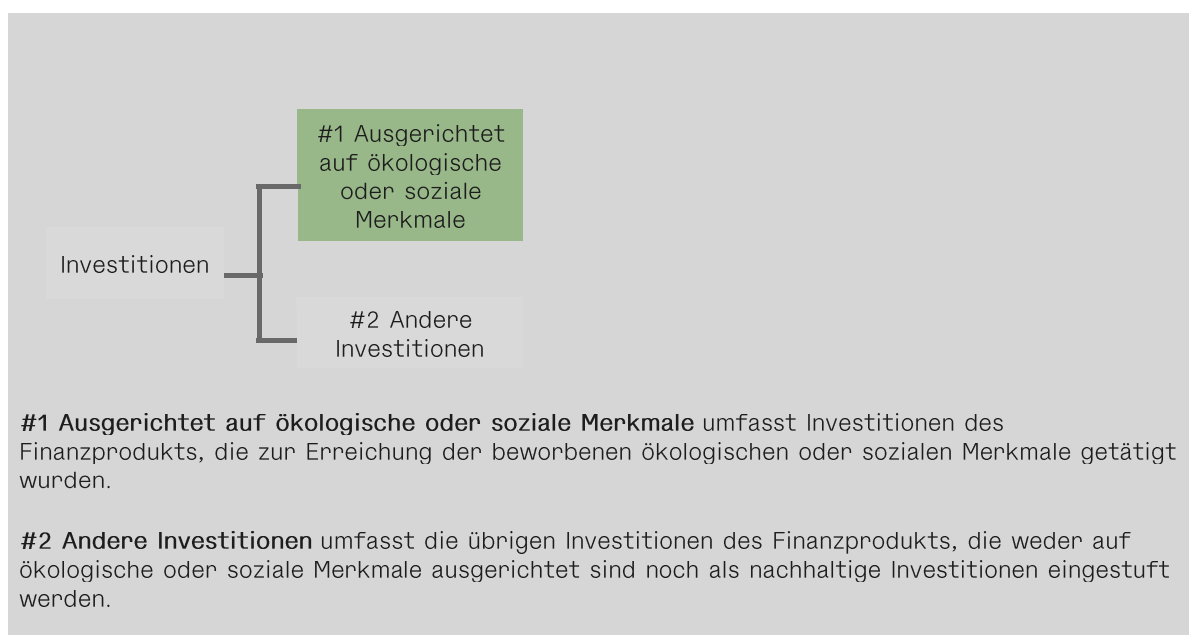 #1 Ausgerichtet
auf ökologische
oder soziale
Merkmale
Investitionen
#2 Andere
Investitionen
#1 Ausgerichtet auf ökologische oder soziale Merkmale umfasst Investitionen des
Finanzprodukts, die zur Erreichung der beworbenen ökologischen oder sozialen Merkmale getätigt
wurden.
#2 Andere Investitionen umfasst die übrigen Investitionen des Finanzprodukts, die weder auf
ökologische oder soziale Merkmale ausgerichtet sind noch als nachhaltige Investitionen eingestuft
werden.